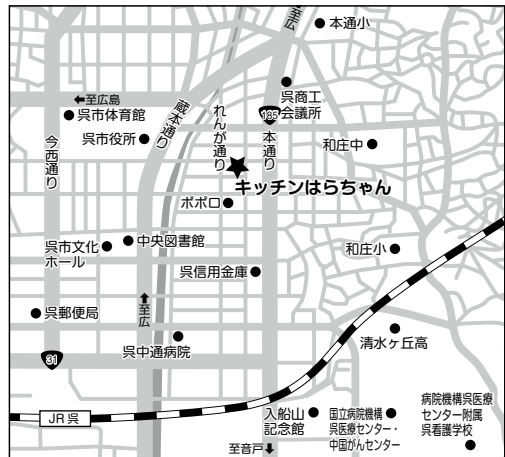 至広
本通小
←至広島
呉市体育館
呉商工
会議所
185
蔵本通り
れんが通り
本通り
今西通り
呉市役所
和庄中
キッチンはらちゃん
ポポロ
中央図書館
呉市文化
ホール
和庄小
呉信用金庫
至広
呉郵便局
清水ヶ丘高
呉中通病院
31
JR 呉
入船山
記念館
国立病院機構
呉医療センター・
中国がんセンター
病院機構呉医療
センター附属
呉看護学校
至音戸